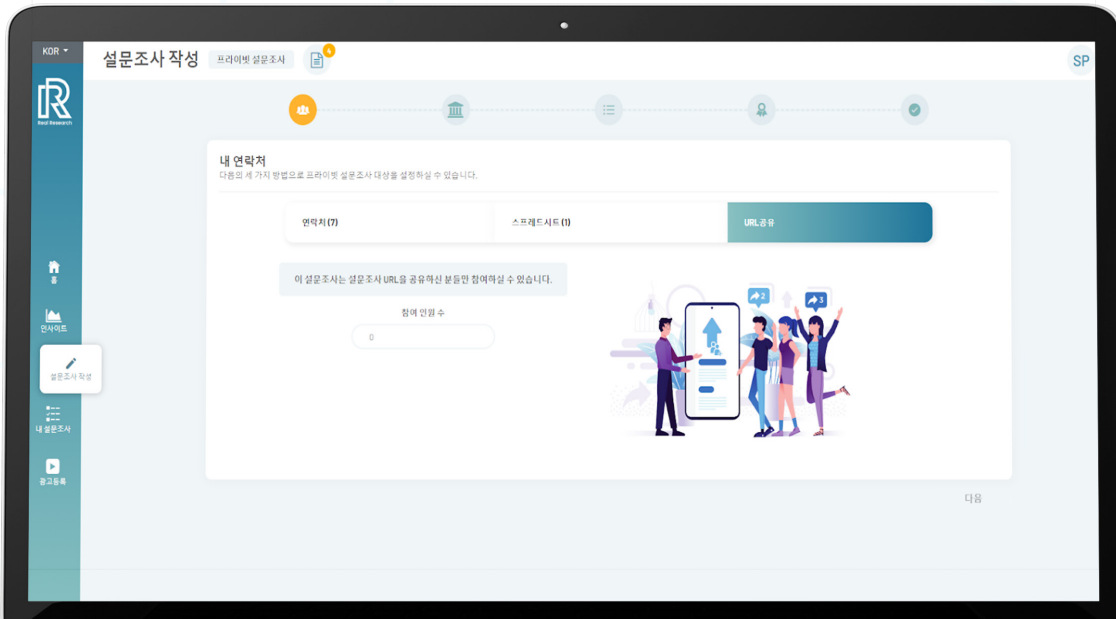 KOR
설문조사 작성
프라이빗 설문조사
4
SP
R
Real Research
내 연락처
다음의 세 가지 방법으로 프라이빗 설문조사 대상을 설정하실 수 있습니다.
연락처 (7)
스프레드시트 (1)
URL공유
이 설문조사는 설문조사 URL을 공유하신 분들만 참여하실 수 있습니다.
참여 인원 수
0
2
3
홈
인사이트
설문조사 작성
내 설문조사
광고등록
다음